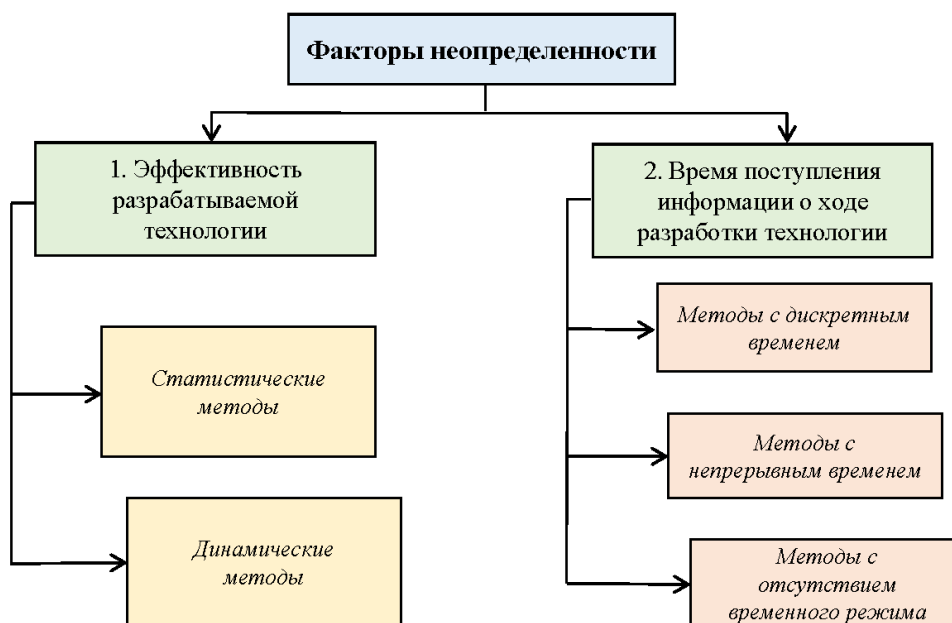 Факторы неопределенности
1. Эффективность
разрабатываемой
технологии
Статистические
методы
Динамические
методы
2. Время поступления
информации о ходе
разработки технологии
Методы с дискретным
временем
Методы с
непрерывным временем
Методы с
отсутствием
временного режима